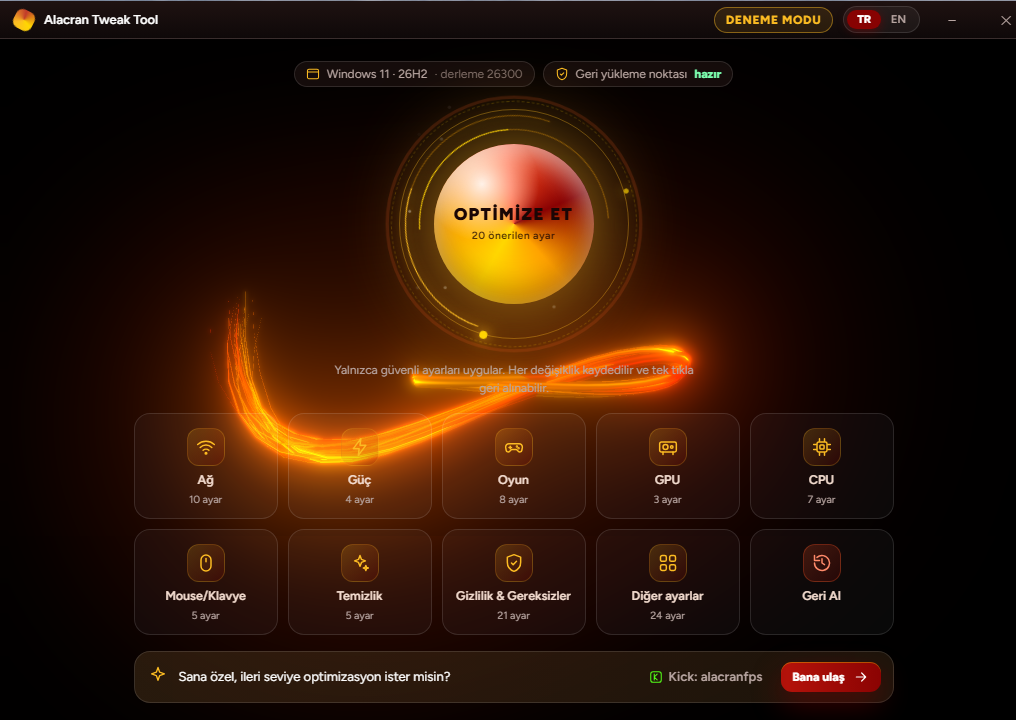 Alacran Tweak Tool
DENEME MODU
TR
EN
Windows 11 · 26H2 · derleme 26300
Geri yükleme noktası hazır
OPTİMİZE ET
20 önerilen ayar
Yalnızca güvenli ayarları uygular. Her değişiklik kaydedilir ve tek tıkla
geri alınabilir.
Ağ
10 ayar
Güç
4 ayar
Oyun
8 ayar
GPU
3 ayar
CPU
7 ayar
Mouse/Klavye
5 ayar
Temizlik
5 ayar
Gizlilik & Gereksizler
21 ayar
Diğer ayarlar
24 ayar
Geri Al
Sana özel, ileri seviye optimizasyon ister misin?
K Kick: alacranfps
Bana ulaş →